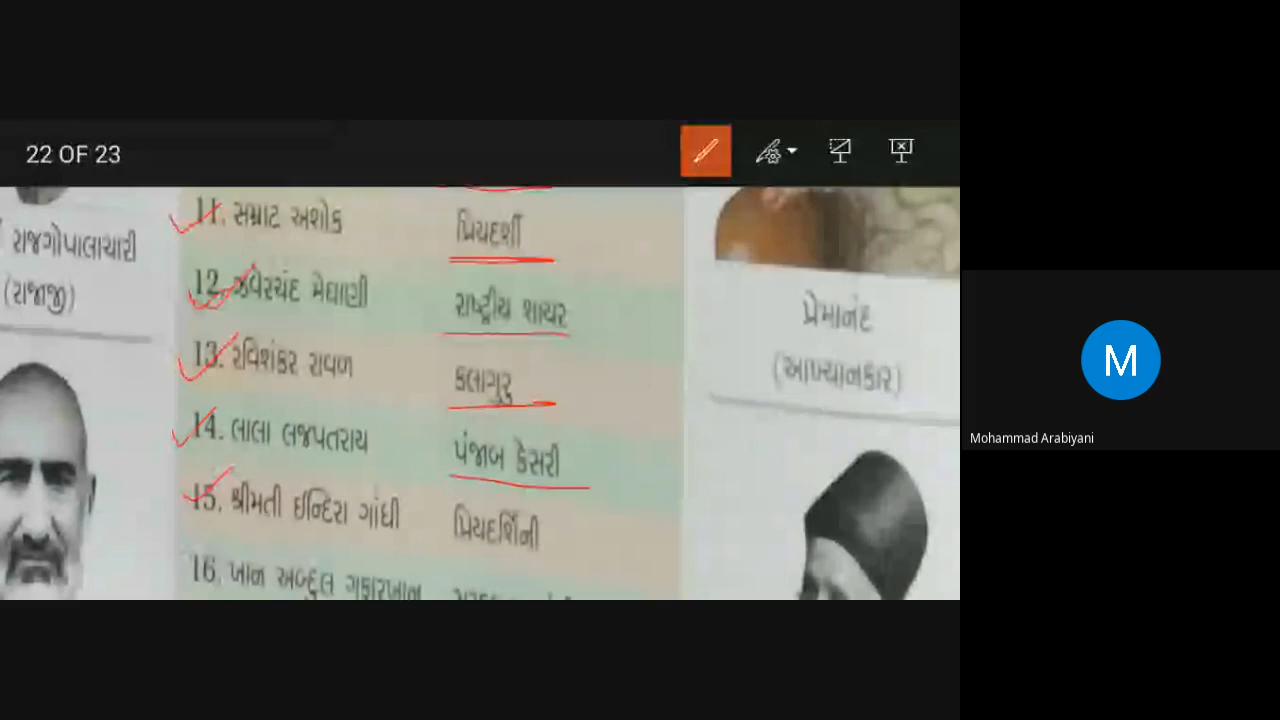 22 OF 23
રાજગોપાલાચારી
(રાજાજી)
11. સમ્રાટ અશોક પ્રિયદર્શી
12. ઝવેરચંદ મેઘાણી રાષ્ટ્રીય શાયર
13. રવિશંકર રાવળ કલાગુરુ
14. લાલા લજપતરાય પંજાબ કેસરી
15. શ્રીમતી ઈન્દિરા ગાંધી પ્રિયદર્શિની
16. ખાન અબ્દુલ ગફારખાન
પ્રેમાનંદ
(આખ્યાનકાર)
M
Mohammad Arabiyani